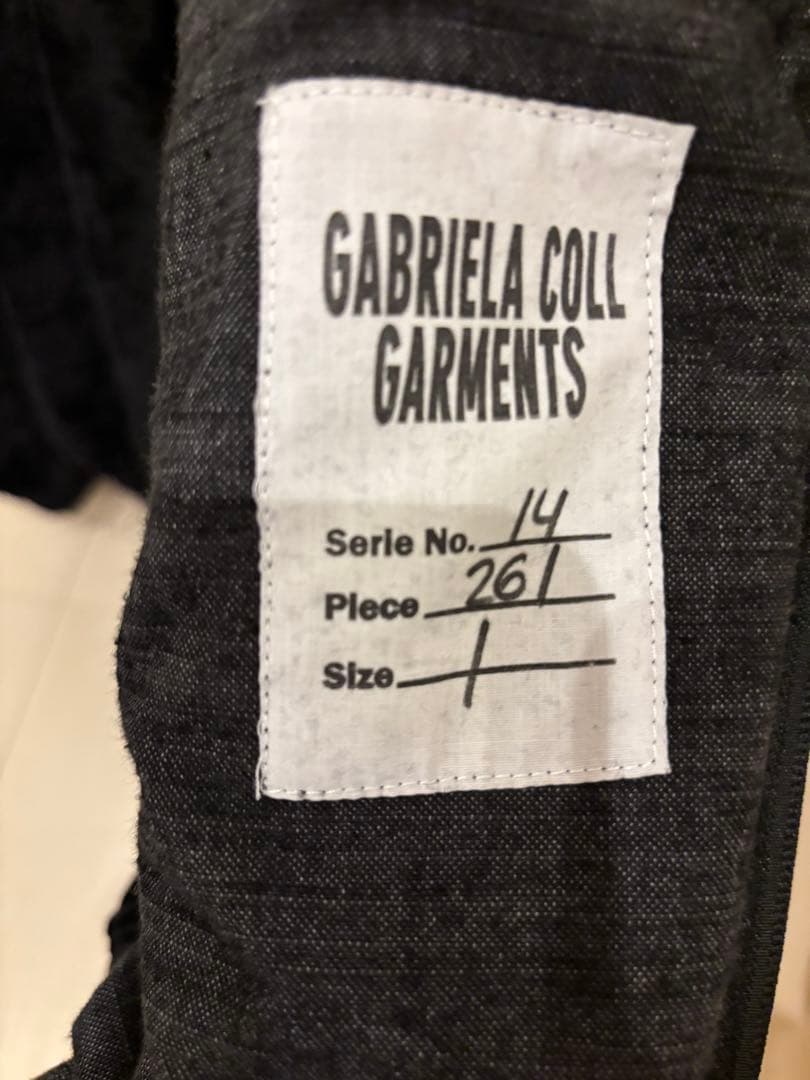 GABRIELA COLL
GARMENTS
Serie No. 14
Piece 261
Size 1